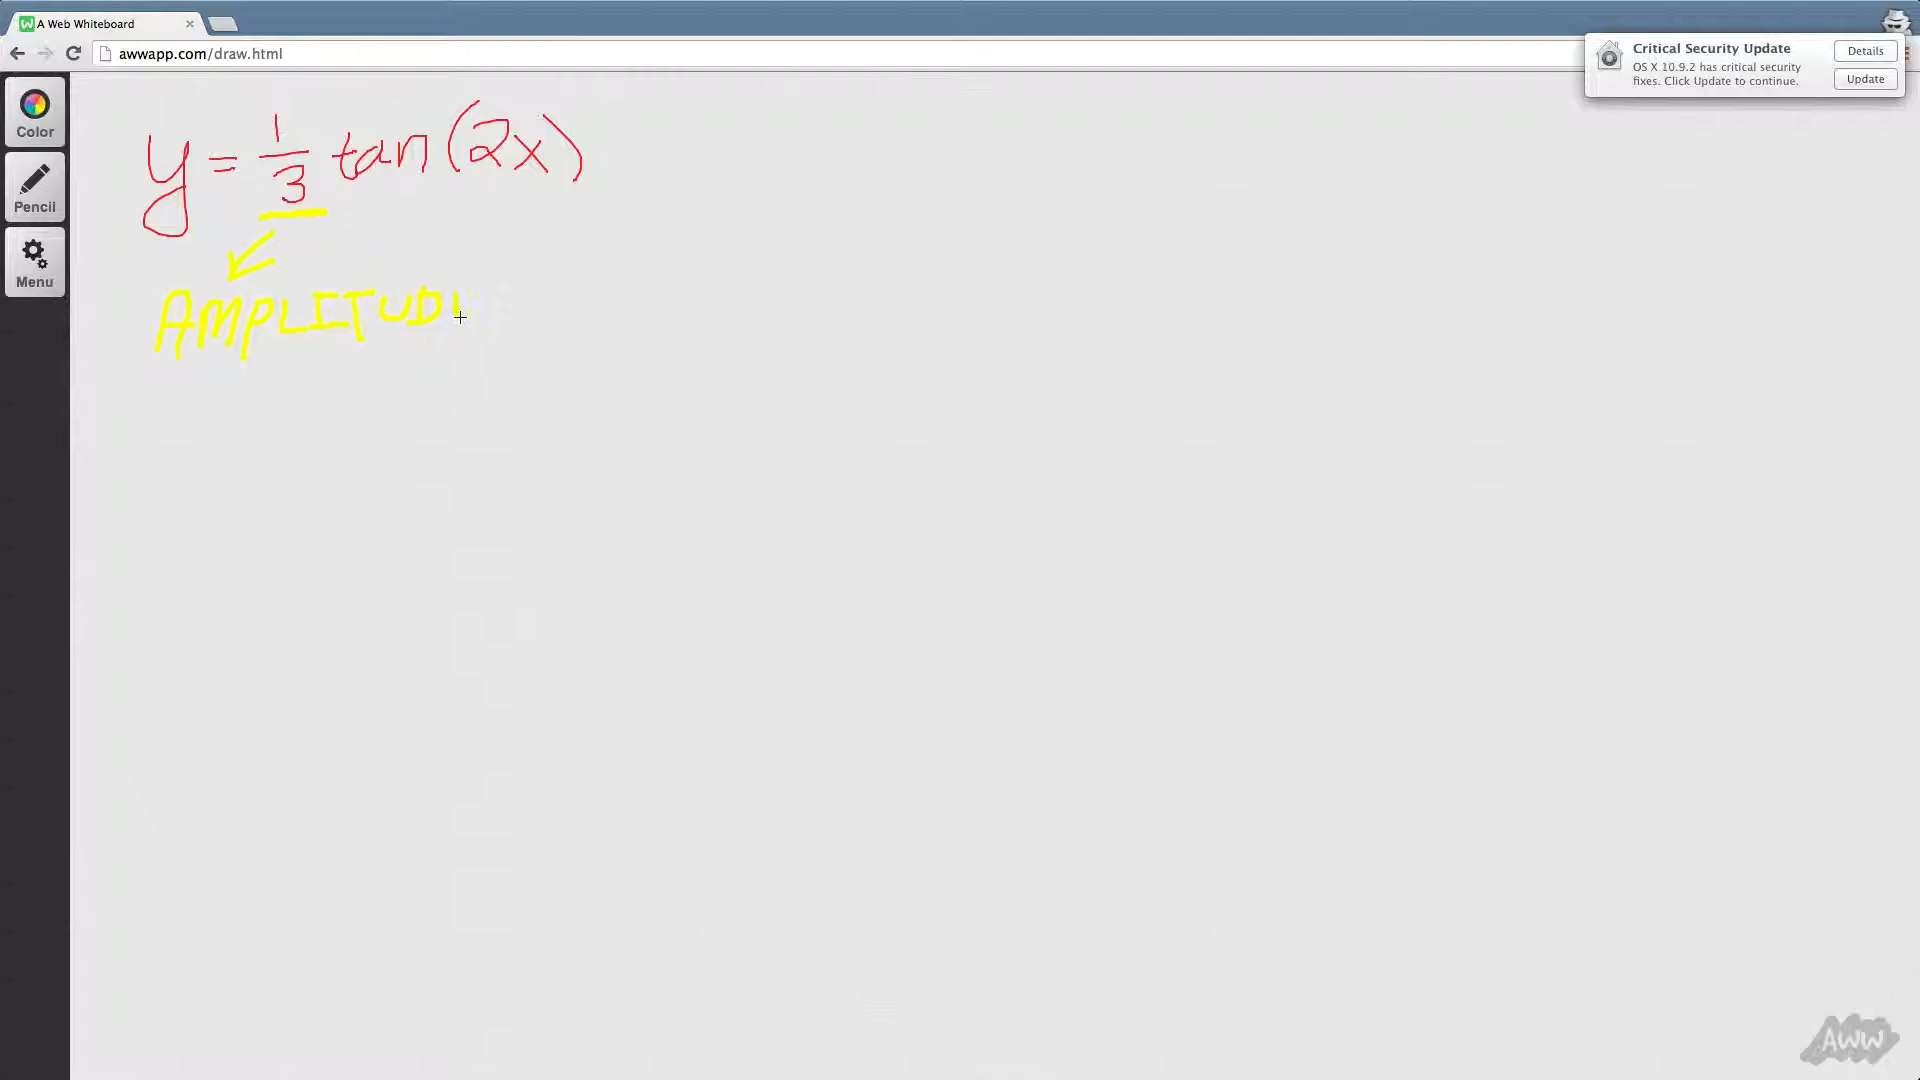 A Web Whiteboard
awwapp.com/draw.html
Critical Security Update
OS X 10.9.2 has critical security
fixes. Click Update to continue.
Details
Update
Color
Pencil
Menu
y = 1/3 tan(2x)
AMPLITUD
AWW